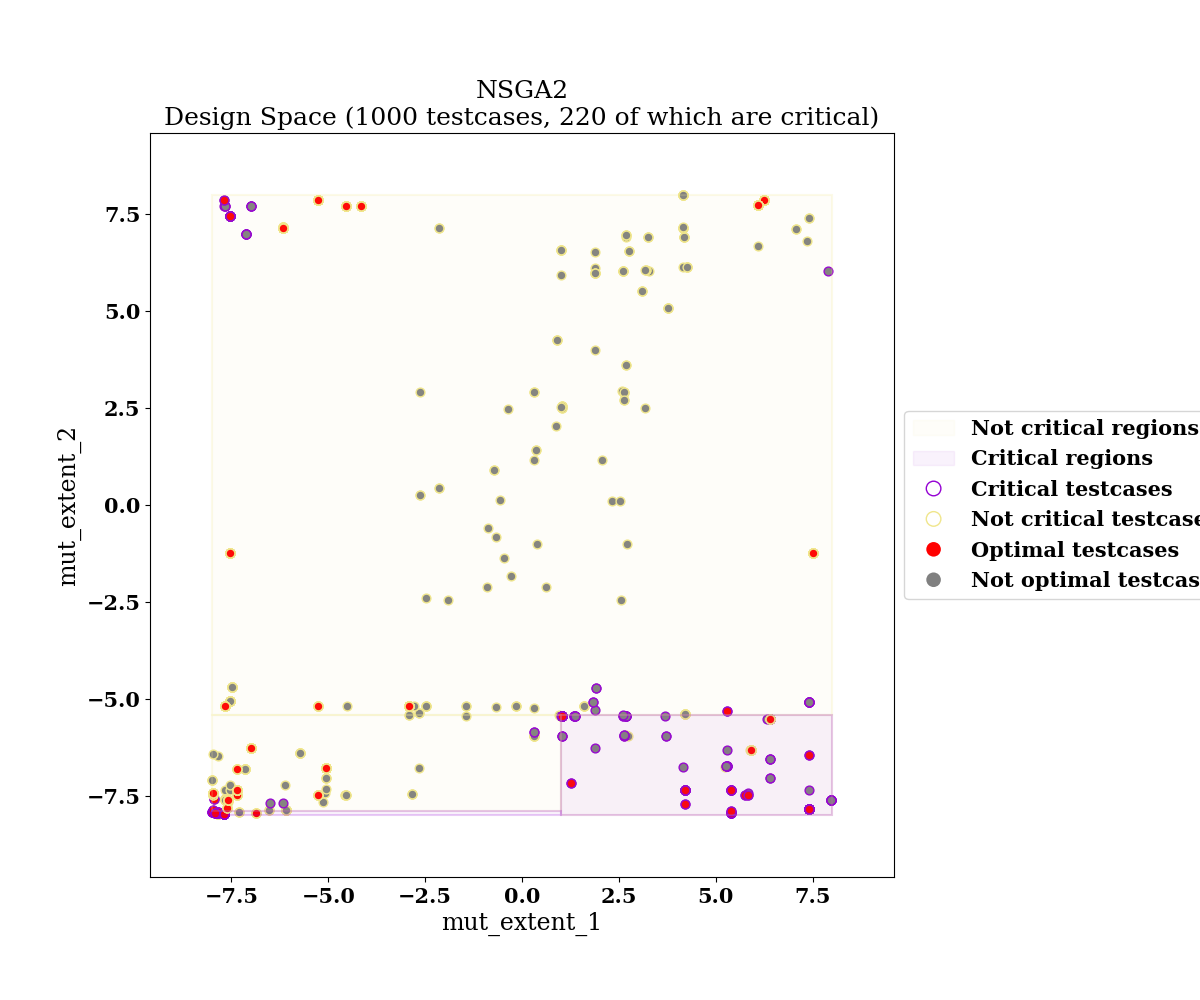 NSGA2
Design Space (1000 testcases, 220 of which are critical)
mut_extent_2
7.5
5.0
2.5
0.0
−2.5
−5.0
−7.5
−7.5 −5.0 −2.5 0.0 2.5 5.0 7.5
mut_extent_1
Not critical regions
Critical regions
Critical testcases
Not critical testcase
Optimal testcases
Not optimal testcas